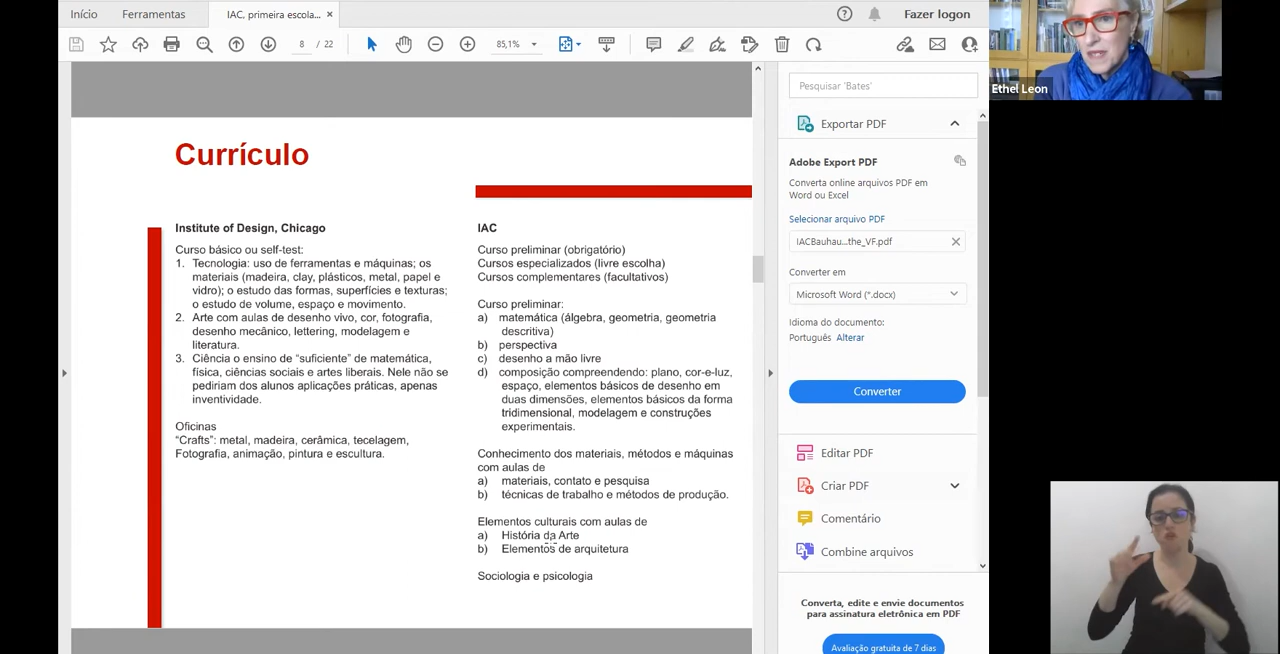 Início
Ferramentas
IAC, primeira escola... ×
Fazer logon
8 / 22
85,1%
Ethel Leon
Pesquisar 'Bates'
Exportar PDF
Adobe Export PDF
Converta online arquivos PDF em
Word ou Excel
Selecionar arquivo PDF
IACBauhau...the_VF.pdf
Converter em
Microsoft Word (*.docx)
Idioma do documento:
Português Alterar
Converter
Editar PDF
Criar PDF
Comentário
Combine arquivos
Converta, edite e envie documentos
para assinatura eletrônica em PDF
Avaliação gratuita de 7 dias
Currículo
Institute of Design, Chicago
Curso básico ou self-test:
1. Tecnologia: uso de ferramentas e máquinas; os
materiais (madeira, clay, plásticos, metal, papel e
vidro); o estudo das formas, superfícies e texturas;
o estudo de volume, espaço e movimento.
2. Arte com aulas de desenho vivo, cor, fotografia,
desenho mecânico, lettering, modelagem e
literatura.
3. Ciência o ensino de “suficiente” de matemática,
física, ciências sociais e artes liberais. Nele não se
pediriam dos alunos aplicações práticas, apenas
inventividade.
Oficinas
“Crafts”: metal, madeira, cerâmica, tecelagem,
Fotografia, animação, pintura e escultura.
IAC
Curso preliminar (obrigatório)
Cursos especializados (livre escolha)
Cursos complementares (facultativos)
Curso preliminar:
a) matemática (álgebra, geometria, geometria
descritiva)
b) perspectiva
c) desenho a mão livre
d) composição compreendendo: plano, cor-e-luz,
espaço, elementos básicos de desenho em
duas dimensões, elementos básicos da forma
tridimensional, modelagem e construções
experimentais.
Conhecimento dos materiais, métodos e máquinas
com aulas de
a) materiais, contato e pesquisa
b) técnicas de trabalho e métodos de produção.
Elementos culturais com aulas de
a) História da Arte
b) Elementos de arquitetura
Sociologia e psicologia